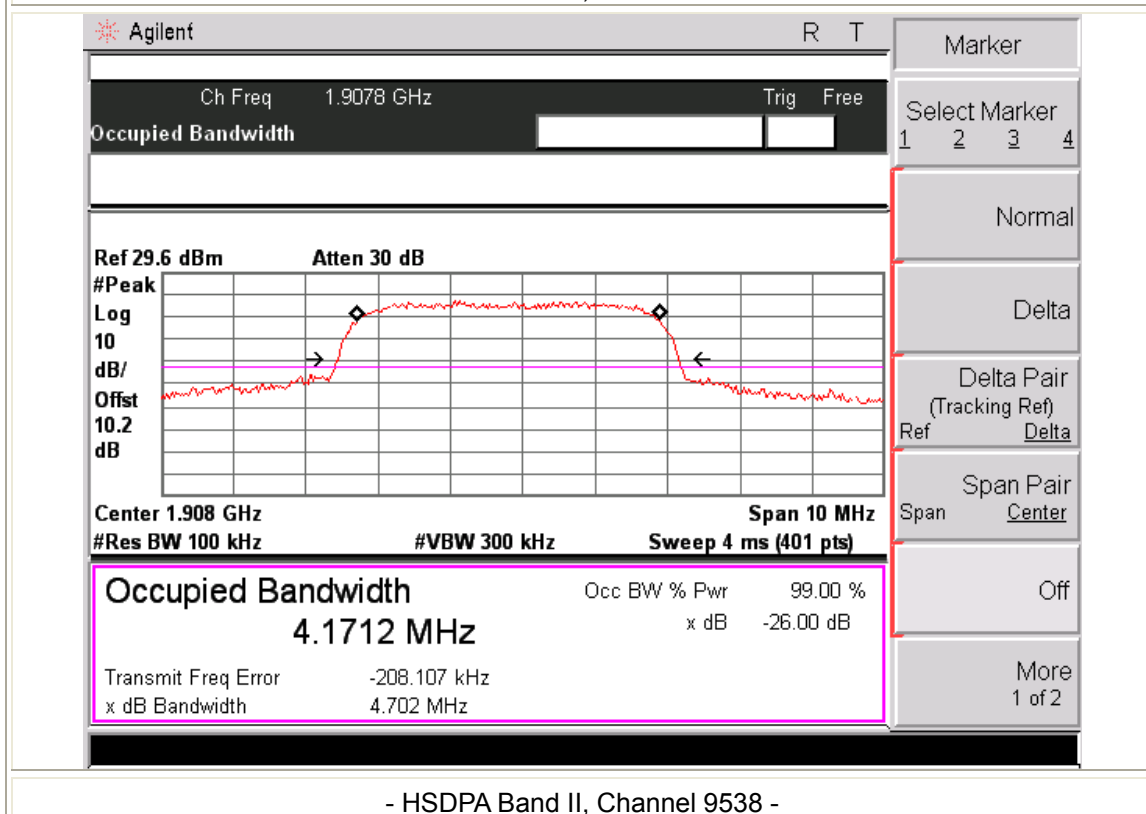 Agilent R T
Ch Freq 1.9078 GHz Trig Free
Occupied Bandwidth
Ref 29.6 dBm Atten 30 dB
#Peak
Log
10
dB/
Offst
10.2
dB
Center 1.908 GHz Span 10 MHz
#Res BW 100 kHz #VBW 300 kHz Sweep 4 ms (401 pts)
Occupied Bandwidth Occ BW % Pwr 99.00 %
4.1712 MHz x dB -26.00 dB
Transmit Freq Error -208.107 kHz
x dB Bandwidth 4.702 MHz
Marker
Select Marker
1 2 3 4
Normal
Delta
Delta Pair
(Tracking Ref)
Ref Delta
Span Pair
Span Center
Off
More
1 of 2
- HSDPA Band II, Channel 9538 -